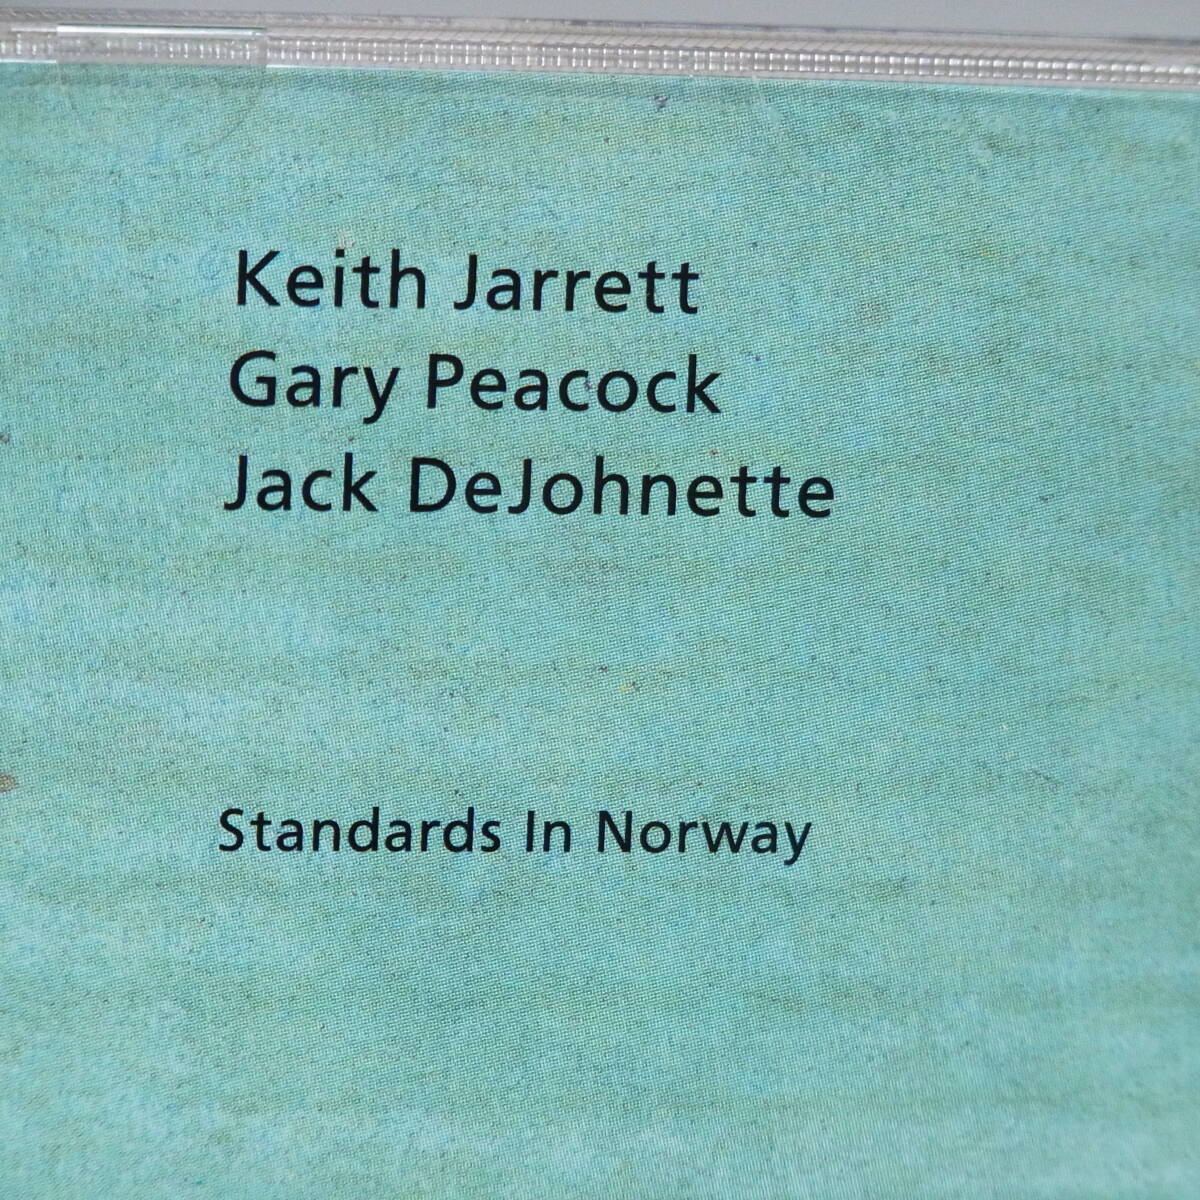 Keith Jarrett
Gary Peacock
Jack DeJohnette
Standards In Norway